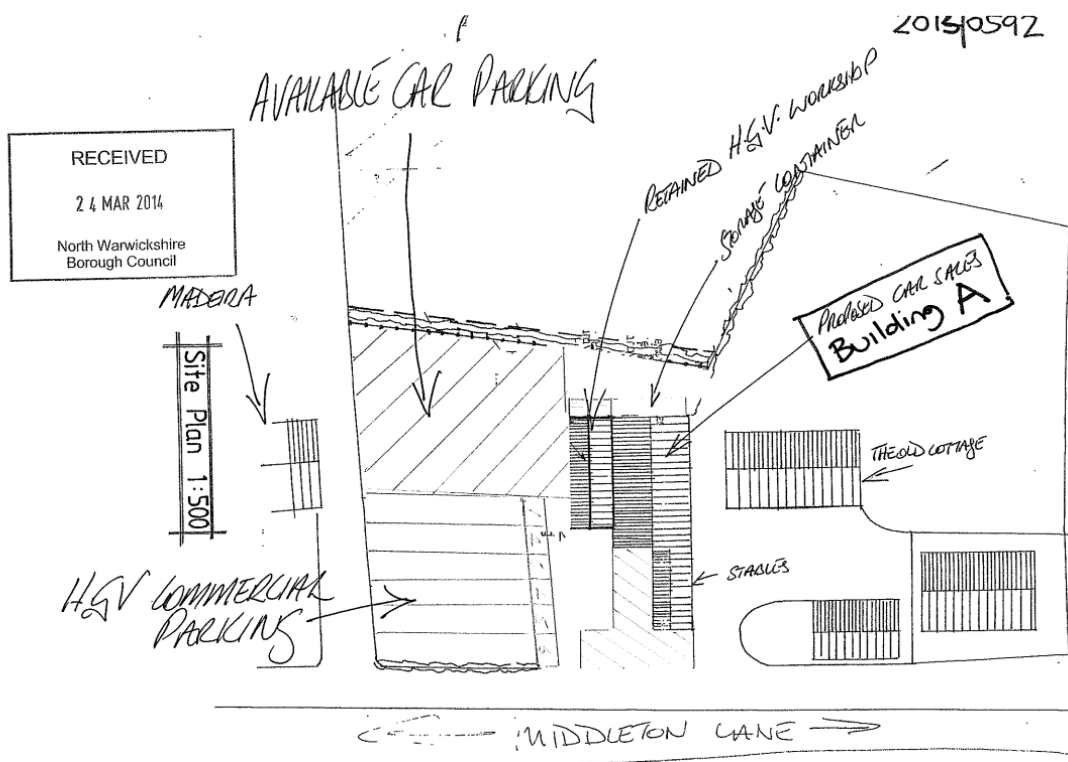 2013/0592
AVAILABLE CAR PARKING
RECEIVED
24 MAR 2014
North Warwickshire
Borough Council
RETAINED H.G.V. WORKSHOP
STORAGE CONTAINER
PROPOSED CAR SALES
Building A
MADEIRA
Site Plan 1:500
THE OLD COTTAGE
STABLES
HGV COMMERCIAL
PARKING
MIDDLETON LANE